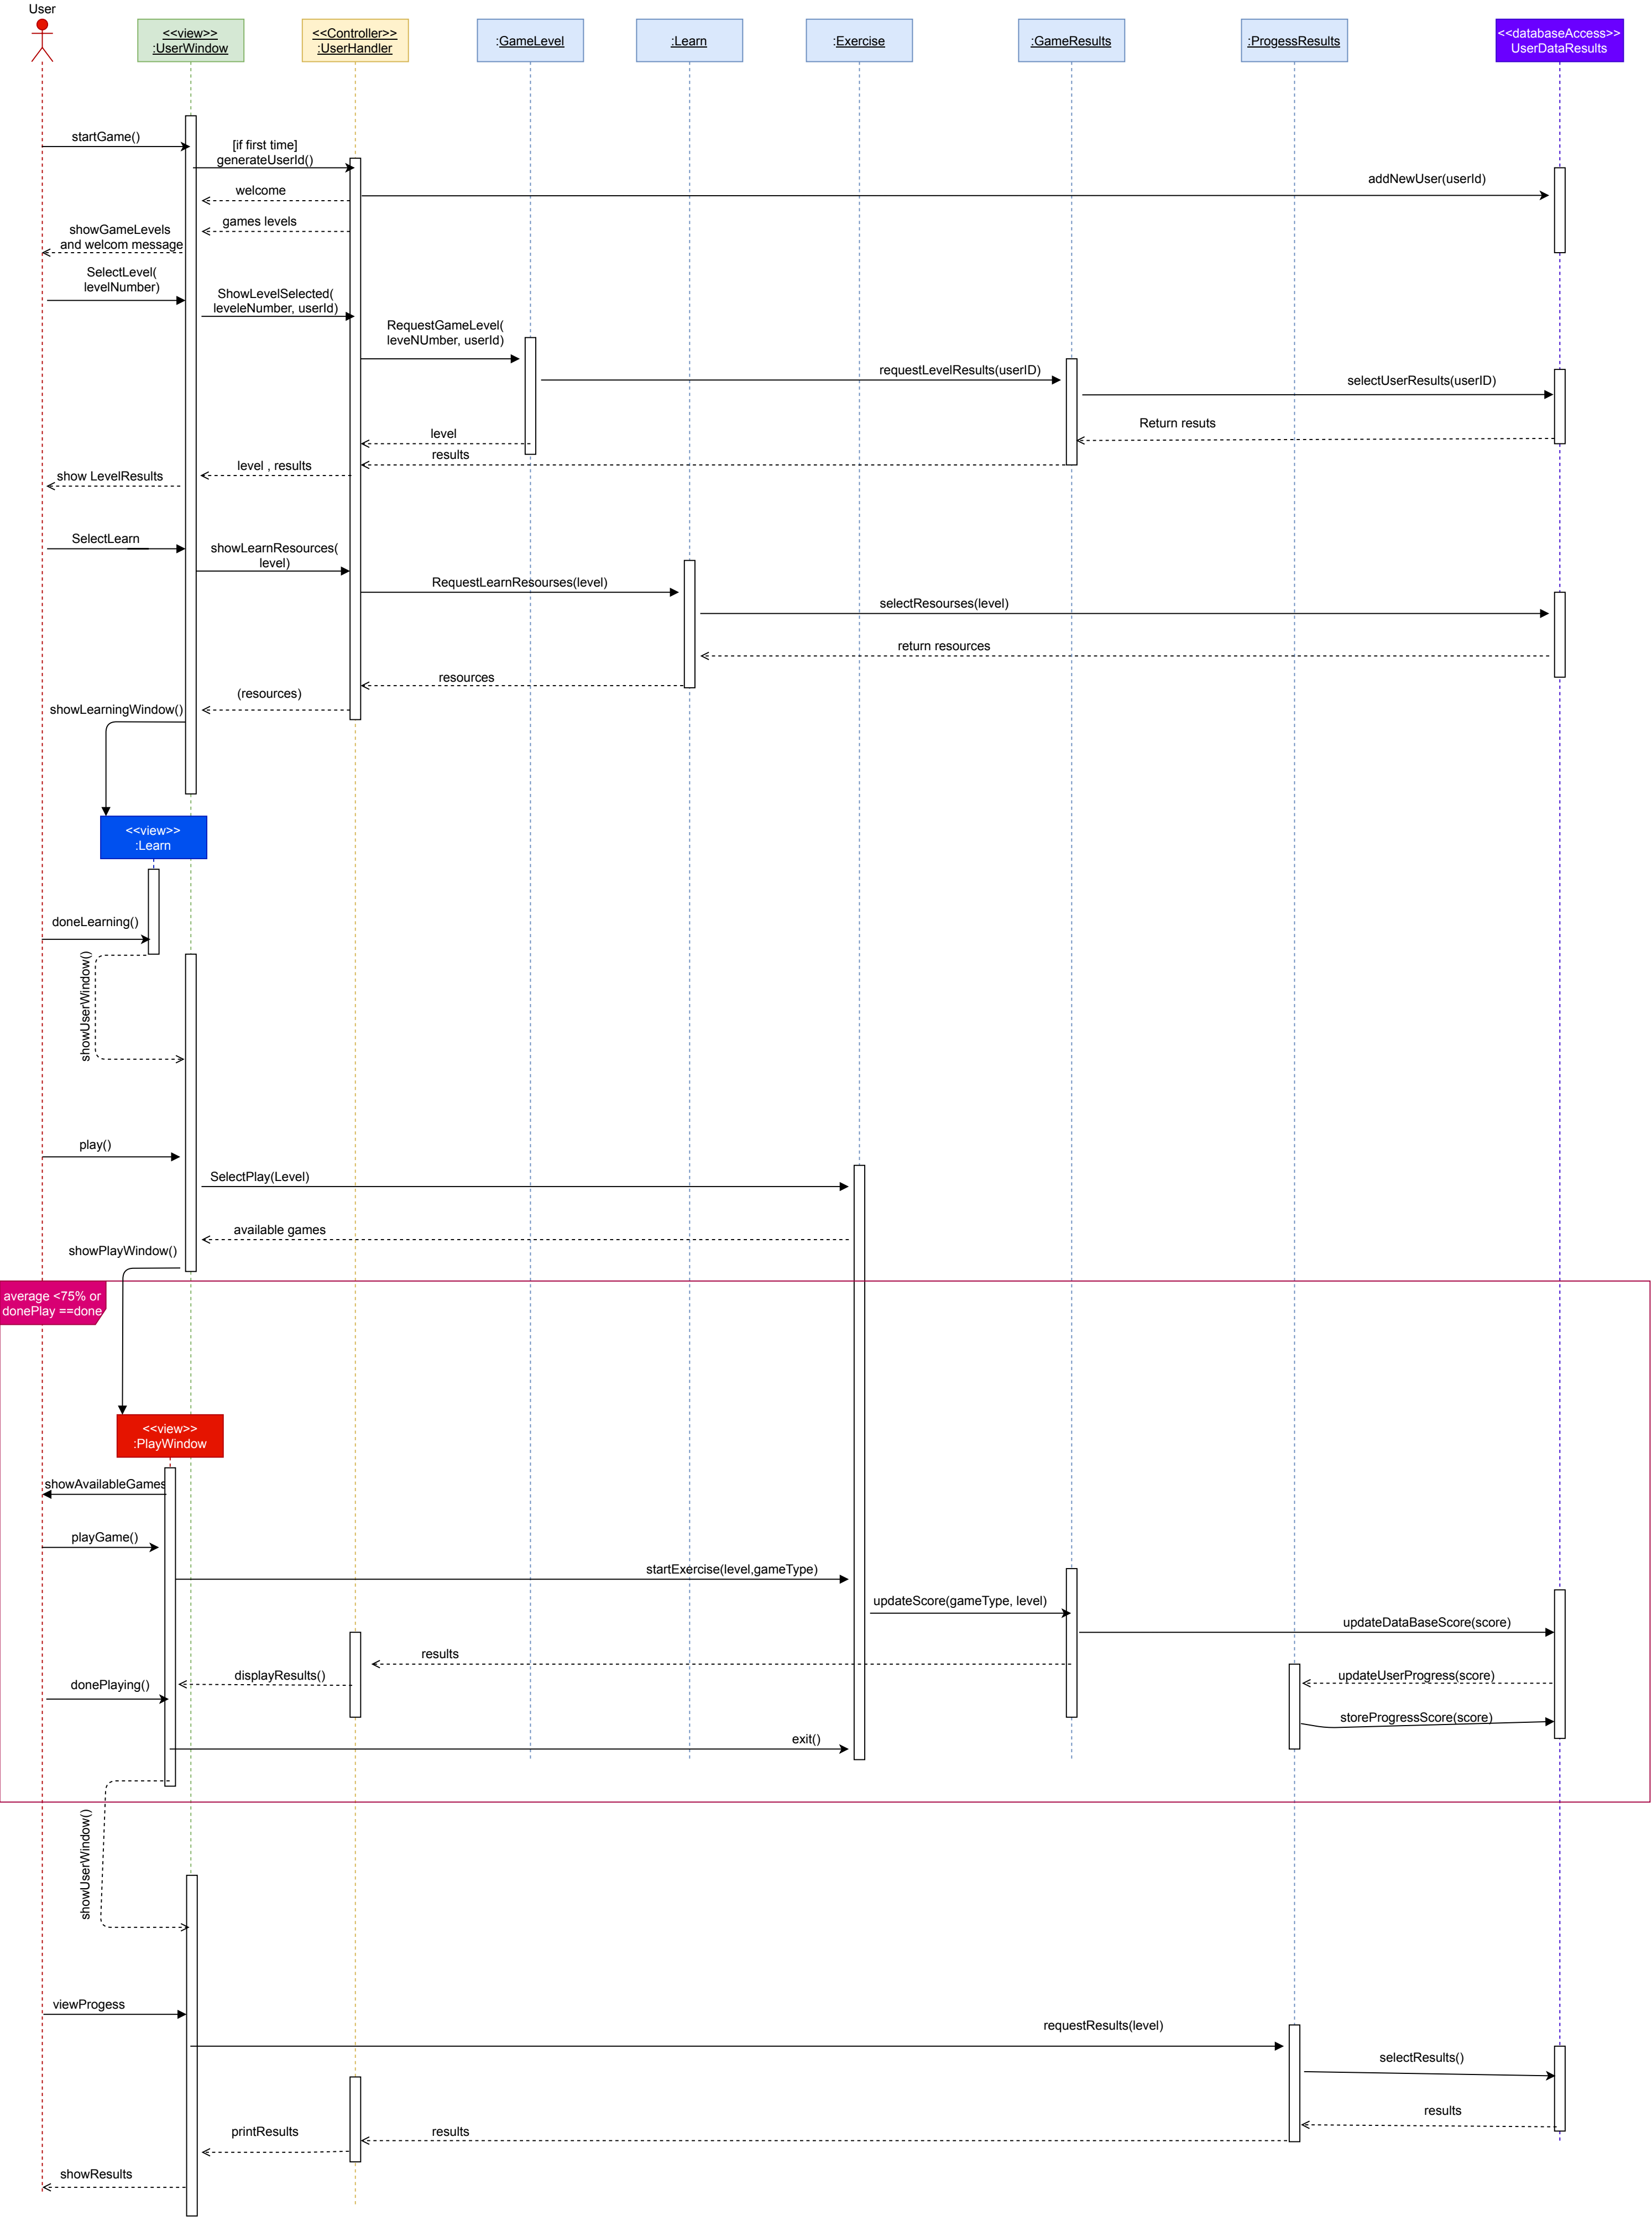 User
<<view>>
:UserWindow
<<Controller>>
:UserHandler
:GameLevel
:Learn
:Exercise
:GameResults
:ProgessResults
<<databaseAccess>>
UserDataResults
startGame()
[if first time]
generateUserId()
addNewUser(userId)
welcome
games levels
showGameLevels
and welcom message
SelectLevel(
levelNumber)
ShowLevelSelected(
leveleNumber, userId)
RequestGameLevel(
leveNUmber, userId)
requestLevelResults(userID)
selectUserResults(userID)
Return resuts
level
results
level , results
show LevelResults
SelectLearn
showLearnResources(
level)
RequestLearnResourses(level)
selectResourses(level)
return resources
resources
(resources)
showLearningWindow()
<<view>>
:Learn
doneLearning()
showUserWindow()
play()
SelectPlay(Level)
available games
showPlayWindow()
average <75% or
donePlay ==done
<<view>>
:PlayWindow
showAvailableGames
playGame()
startExercise(level,gameType)
updateScore(gameType, level)
updateDataBaseScore(score)
results
displayResults()
updateUserProgress(score)
donePlaying()
storeProgressScore(score)
exit()
showUserWindow()
viewProgess
requestResults(level)
selectResults()
results
printResults
results
showResults